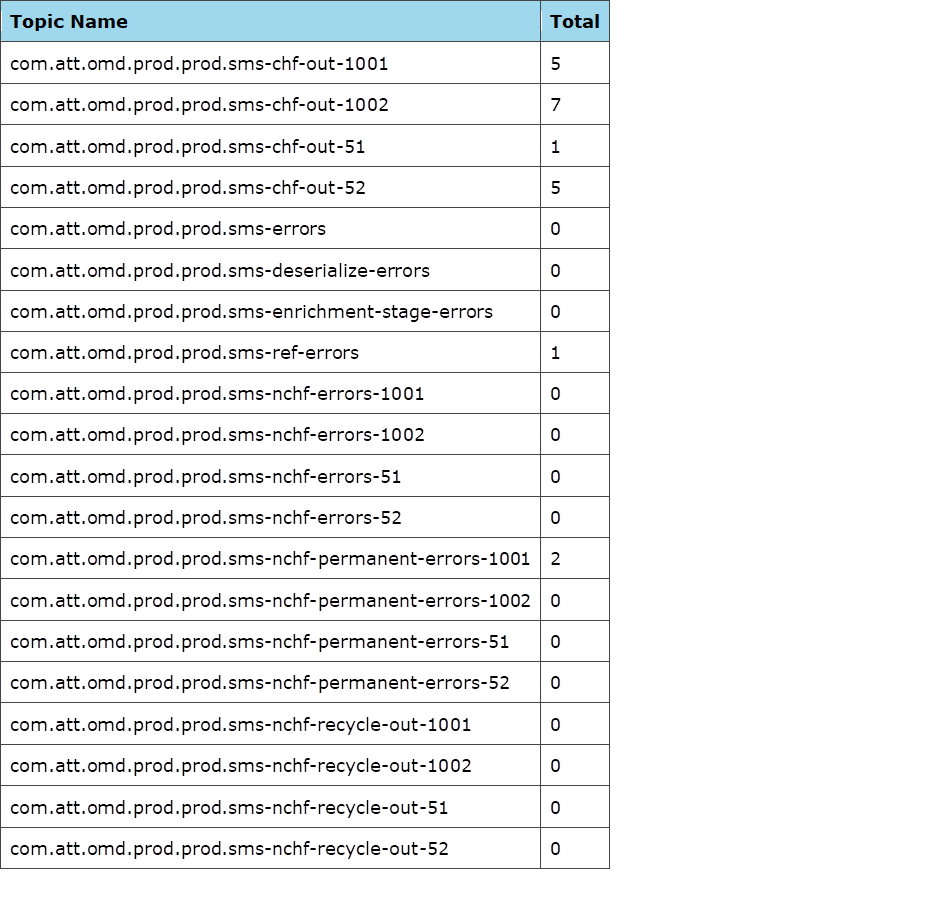 Topic Name Total
com.att.omd.prod.prod.sms-chf-out-1001 5
com.att.omd.prod.prod.sms-chf-out-1002 7
com.att.omd.prod.prod.sms-chf-out-51 1
com.att.omd.prod.prod.sms-chf-out-52 5
com.att.omd.prod.prod.sms-errors 0
com.att.omd.prod.prod.sms-deserialize-errors 0
com.att.omd.prod.prod.sms-enrichment-stage-errors 0
com.att.omd.prod.prod.sms-ref-errors 1
com.att.omd.prod.prod.sms-nchf-errors-1001 0
com.att.omd.prod.prod.sms-nchf-errors-1002 0
com.att.omd.prod.prod.sms-nchf-errors-51 0
com.att.omd.prod.prod.sms-nchf-errors-52 0
com.att.omd.prod.prod.sms-nchf-permanent-errors-1001 2
com.att.omd.prod.prod.sms-nchf-permanent-errors-1002 0
com.att.omd.prod.prod.sms-nchf-permanent-errors-51 0
com.att.omd.prod.prod.sms-nchf-permanent-errors-52 0
com.att.omd.prod.prod.sms-nchf-recycle-out-1001 0
com.att.omd.prod.prod.sms-nchf-recycle-out-1002 0
com.att.omd.prod.prod.sms-nchf-recycle-out-51 0
com.att.omd.prod.prod.sms-nchf-recycle-out-52 0